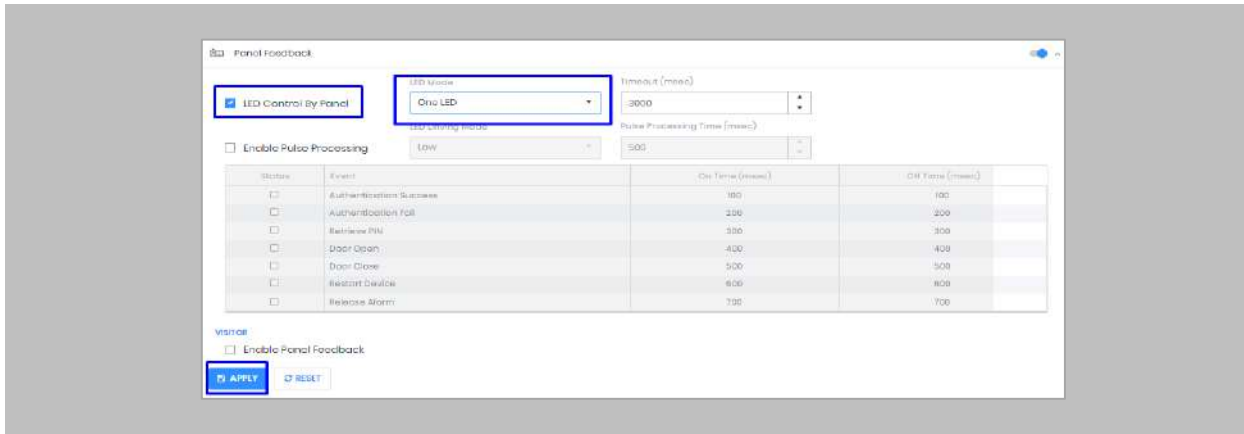 Panel Feedback
LED Mode Timeout (msec)
LED Control By Panel One LED 3000
LED Driving Mode Pulse Processing Time (msec)
Enable Pulse Processing Low 500
Status Event On Time (msec) Off Time (msec)
Authentication Success 100 100
Authentication Fail 200 200
Retrieve PIN 300 300
Door Open 400 400
Door Close 500 500
Restart Device 600 600
Release Alarm 700 700
VISITOR
Enable Panel Feedback
APPLY RESET